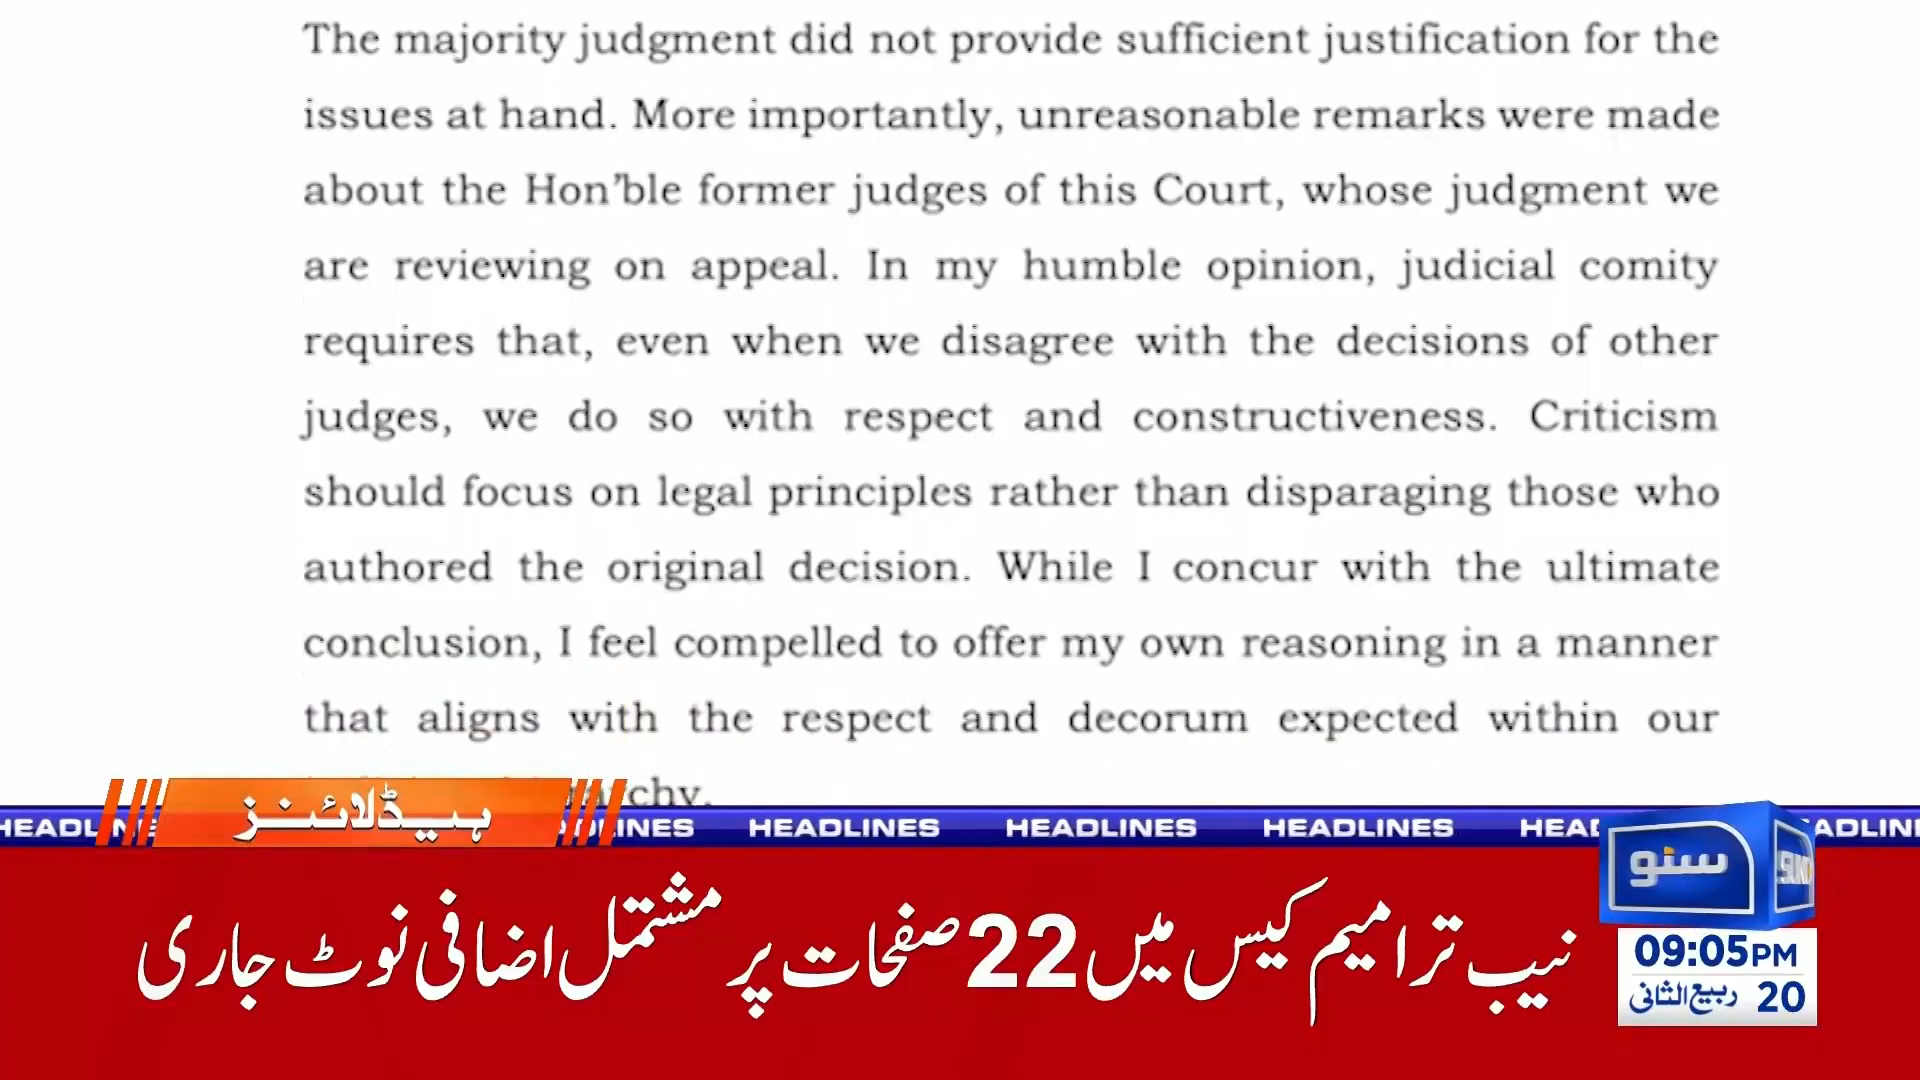 The majority judgment did not provide sufficient justification for the
issues at hand. More importantly, unreasonable remarks were made
about the Hon'ble former judges of this Court, whose judgment we
are reviewing on appeal. In my humble opinion, judicial comity
requires that, even when we disagree with the decisions of other
judges, we do so with respect and constructiveness. Criticism
should focus on legal principles rather than disparaging those who
authored the original decision. While I concur with the ultimate
conclusion, I feel compelled to offer my own reasoning in a manner
that aligns with the respect and decorum expected within our
ہیڈلائنز
HEADLINES HEADLINES HEADLINES
سنو
نیب ترامیم کیس میں 22 صفحات پر مشتمل اضافی نوٹ جاری
09:05PM
20 ربیع الثانی